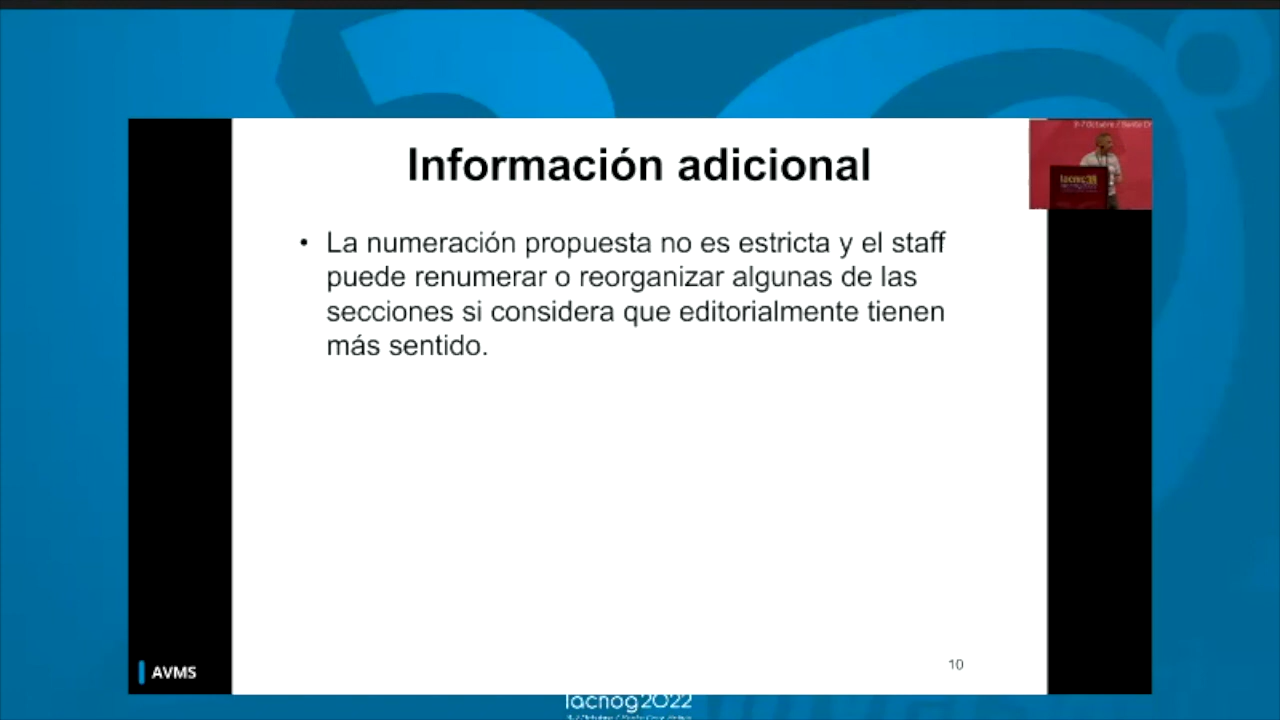 Información adicional
• La numeración propuesta no es estricta y el staff
puede renumerar o reorganizar algunas de las
secciones si considera que editorialmente tienen
más sentido.
10
AVMS
lacnog2022